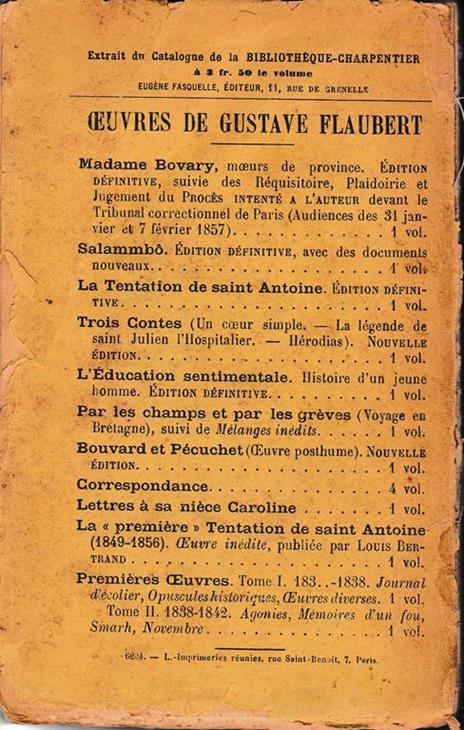 Extrait du Catalogue de la BIBLIOTHÈQUE-CHARPENTIER
à 3 fr. 50 le volume
EUGÈNE FASQUELLE, ÉDITEUR, 11, RUE DE GRENELLE
ŒUVRES DE GUSTAVE FLAUBERT
Madame Bovary, mœurs de province. ÉDITION
DÉFINITIVE, suivie des Réquisitoire, Plaidoirie et
Jugement du PROCÈS INTENTÉ A L'AUTEUR devant le
Tribunal correctionnel de Paris (Audiences des 31 jan-
vier et 7 février 1857). . . . . . . . . . . . . . 1 vol.
Salammbô. ÉDITION DÉFINITIVE, avec des documents
nouveaux. . . . . . . . . . . . . . . . . . . . 1 vol.
La Tentation de saint Antoine. ÉDITION DÉFINI-
TIVE. . . . . . . . . . . . . . . . . . . . . . 1 vol.
Trois Contes (Un cœur simple. — La légende de
saint Julien l'Hospitalier. — Hérodias). NOUVELLE
ÉDITION. . . . . . . . . . . . . . . . . . . . . 1 vol.
L'Éducation sentimentale. Histoire d'un jeune
homme. ÉDITION DÉFINITIVE. . . . . . . . . . . 1 vol.
Par les champs et par les grèves (Voyage en
Bretagne), suivi de Mélanges inédits. . . . . . . 1 vol.
Bouvard et Pécuchet (Œuvre posthume). NOUVELLE
ÉDITION. . . . . . . . . . . . . . . . . . . . . 1 vol.
Correspondance. . . . . . . . . . . . . . . . 4 vol.
Lettres à sa nièce Caroline . . . . . . . . . 1 vol.
La « première » Tentation de saint Antoine
(1849-1856). Œuvre inédite, publiée par LOUIS BER-
TRAND . . . . . . . . . . . . . . . . . . . . . 1 vol.
Premières Œuvres. Tome I. 183..-1838. Journal
d'écolier, Opuscules historiques, Œuvres diverses. 1 vol.
Tome II. 1838-1842. Agonies, Mémoires d'un fou,
Smarh, Novembre . . . . . . . . . . . . . . . . 1 vol.
6294. — L.-Imprimeries réunies, rue Saint-Benoît, 7, Paris.